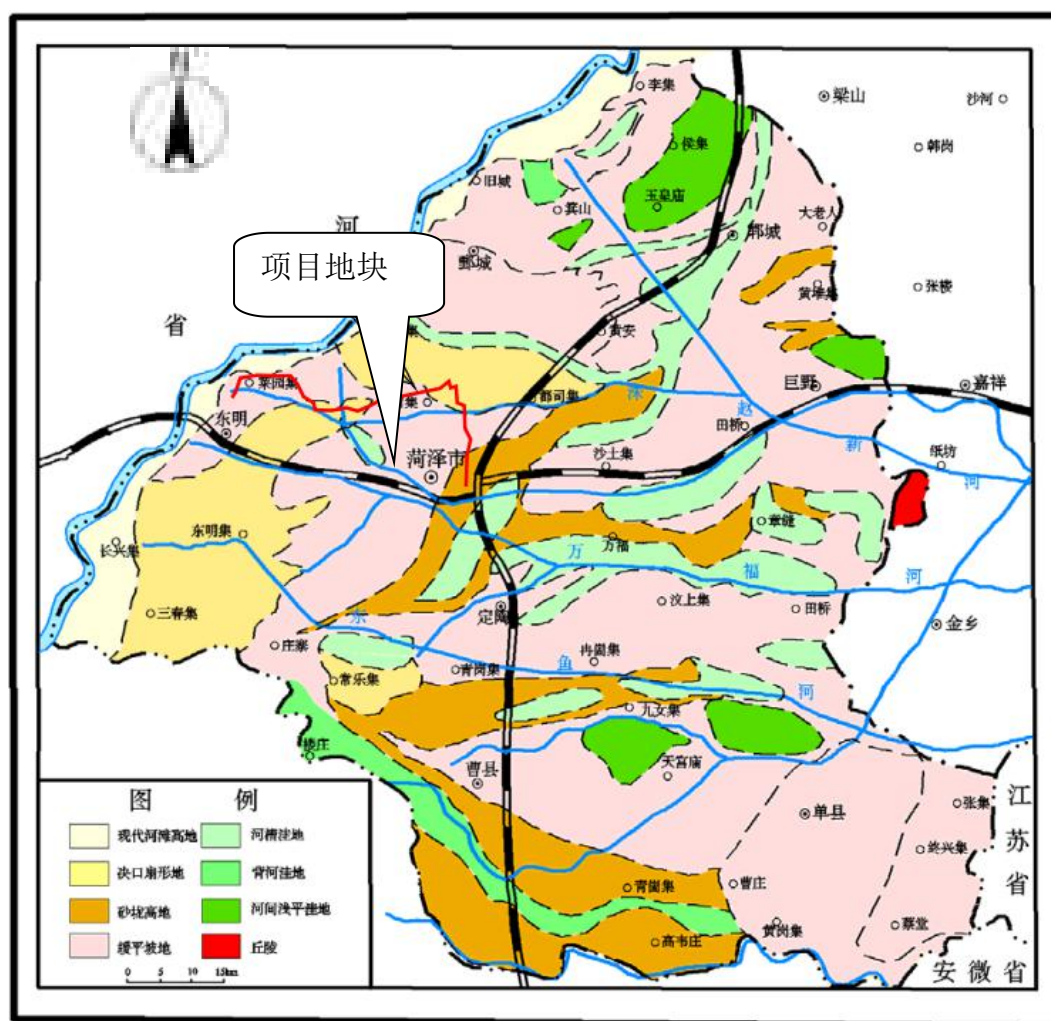 N
李集
梁山
沙河
侯集
韩岗
旧城
玉皇庙
箕山
大老人
河
鄄城
郓城
项目地块
黄堆集
张楼
省
集
黄安
菜园集
集
都司集
洙
巨野
嘉祥
东明
赵
田桥
新
菏泽市
沙土集
纸坊
河
东明集
章缝
长兴集
万福
万
福
河
三春集
定陶
汶上集
田桥
金乡
东
庄寨
青岗集
鱼
冉堌集
常乐集
河
九女集
楼庄
天宫庙
曹县
江
苏
省
图 例
单县
张集
现代河滩高地
河槽洼地
终兴集
决口扇形地
背河洼地
青崮集
曹庄
砂垅高地
河间浅平洼地
黄岗集
蔡堂
缓平坡地
丘陵
高韦庄
0 5 10 15km
安徽省